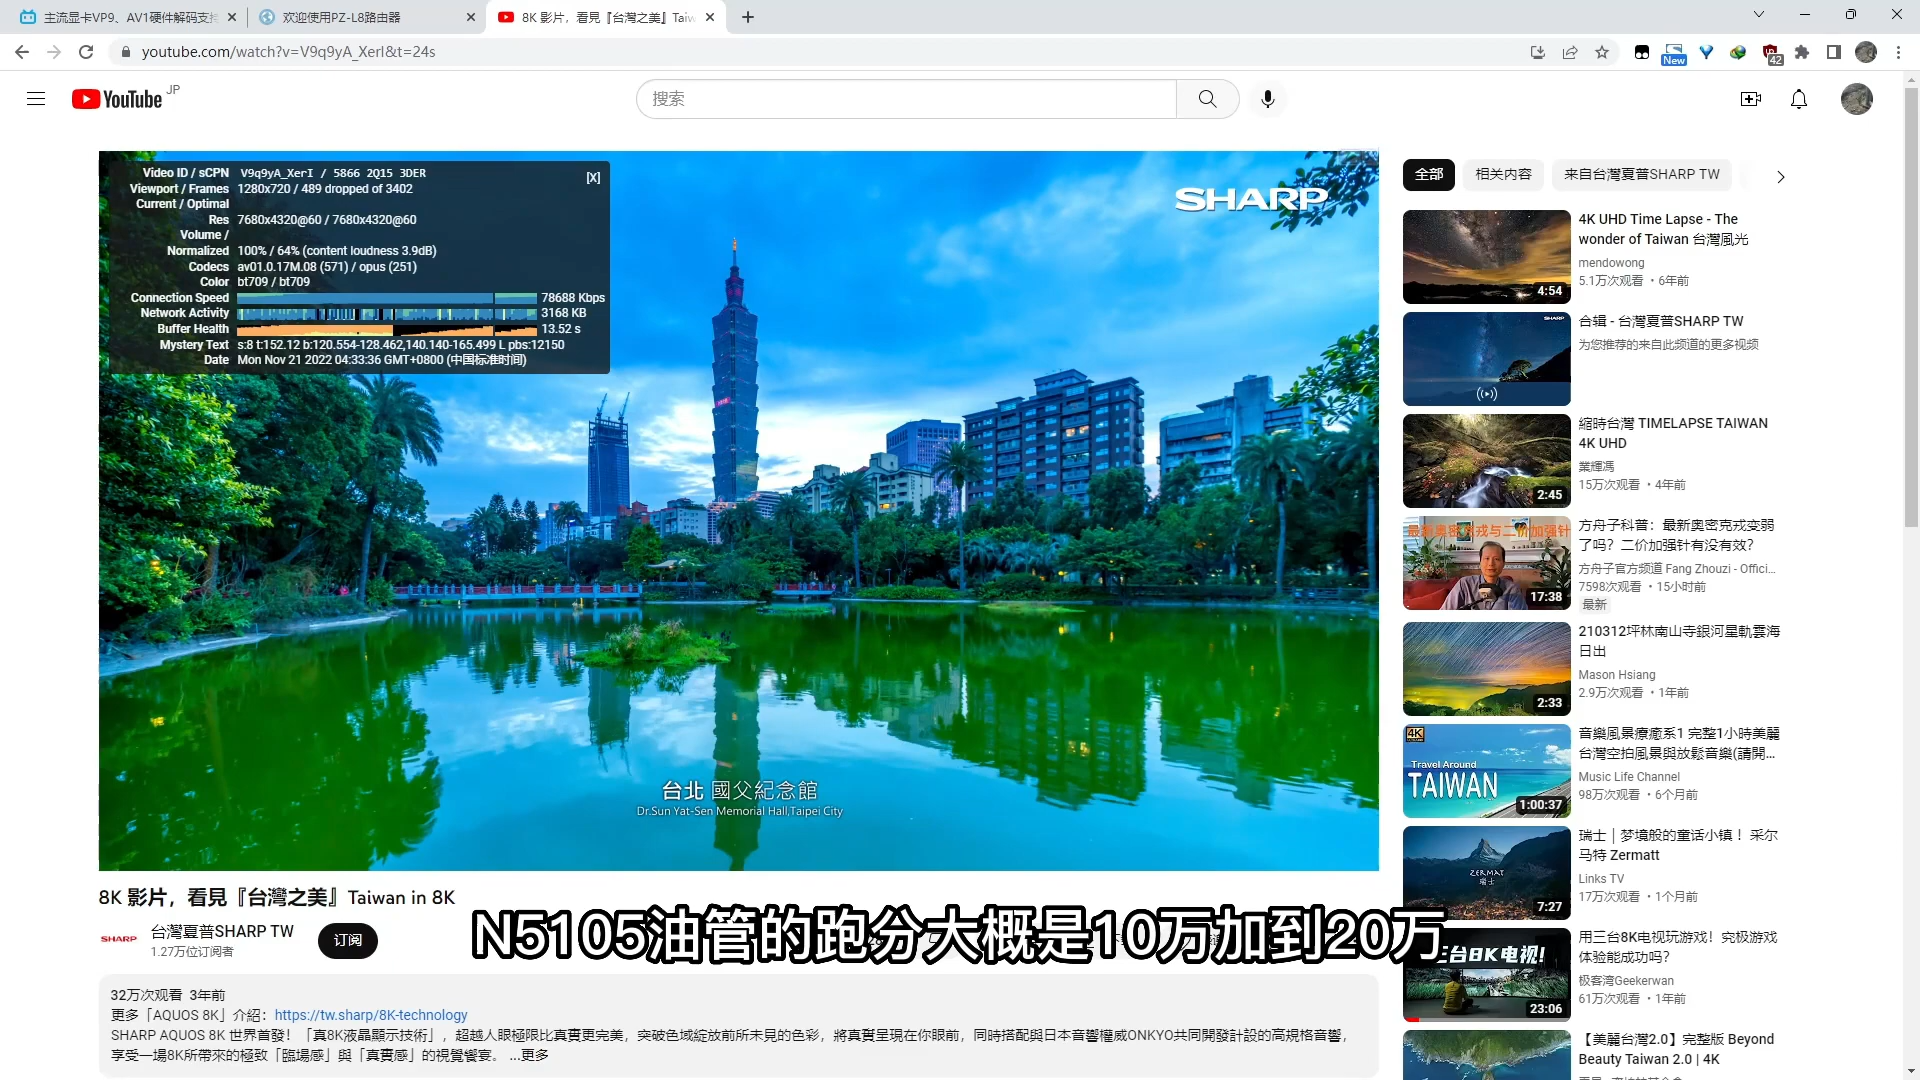 主流显卡VP9、AV1硬件解码支持
欢迎使用PZ-L8路由器
8K 影片，看見『台灣之美』Taiw
youtube.com/watch?v=V9q9yA_XerI&t=24s
New
42
YouTube JP
搜索
Video ID / sCPN V9q9yA_XerI / 5866 2Q15 3DER
[X]
Viewport / Frames 1280x720 / 489 dropped of 3402
Current / Optimal
Res 7680x4320@60 / 7680x4320@60
Volume /
Normalized 100% / 64% (content loudness 3.9dB)
Codecs av01.0.17M.08 (571) / opus (251)
Color bt709 / bt709
Connection Speed 78688 Kbps
Network Activity 3168 KB
Buffer Health 13.52 s
Mystery Text s:8 t:152.12 b:120.554-128.462,140.140-165.499 L pbs:12150
Date Mon Nov 21 2022 04:33:36 GMT+0800 (中国标准时间)
SHARP
台北 國父紀念館
Dr.Sun Yat-Sen Memorial Hall,Taipei City
8K 影片，看見『台灣之美』Taiwan in 8K
SHARP
台灣夏普SHARP TW
1.27万位订阅者
订阅
N5105油管的跑分大概是10万加到20万
32万次观看 3年前
更多「AQUOS 8K」介紹：https://tw.sharp/8K-technology
SHARP AQUOS 8K 世界首發！「真8K液晶顯示技術」，超越人眼極限比真實更完美，突破色域綻放前所未見的色彩，將真實呈現在你眼前，同時搭配與日本音響權威ONKYO共同開發計設的高規格音響，
享受一場8K所帶來的極致「臨場感」與「真實感」的視覺饗宴。 ...更多
全部
相关内容
来自台灣夏普SHARP TW
4K UHD Time Lapse - The
wonder of Taiwan 台灣風光
mendowong
5.1万次观看 · 6年前
4:54
SHARP
合辑 - 台灣夏普SHARP TW
为您推荐的来自此频道的更多视频
縮時台灣 TIMELAPSE TAIWAN
4K UHD
業輝馮
15万次观看 · 4年前
2:45
最新奥密克戎与二价加强针
方舟子科普：最新奥密克戎变弱
了吗？二价加强针有没有效？
方舟子官方频道 Fang Zhouzi - Offici...
7598次观看 · 15小时前
最新
17:38
210312坪林南山寺銀河星軌雲海
日出
Mason Hsiang
2.9万次观看 · 1年前
2:33
4K
Travel Around
TAIWAN
1:00:37
音樂風景療癒系1 完整1小時美麗
台灣空拍風景與放鬆音樂(請開...
Music Life Channel
98万次观看 · 6个月前
ZERMAT
瑞士
7:27
瑞士｜梦境般的童话小镇！采尔
马特 Zermatt
Links TV
17万次观看 · 1个月前
三台8K电视!
23:06
用三台8K电视玩游戏！究极游戏
体验能成功吗？
极客湾Geekerwan
61万次观看 · 1年前
【美麗台灣2.0】完整版 Beyond
Beauty Taiwan 2.0 | 4K